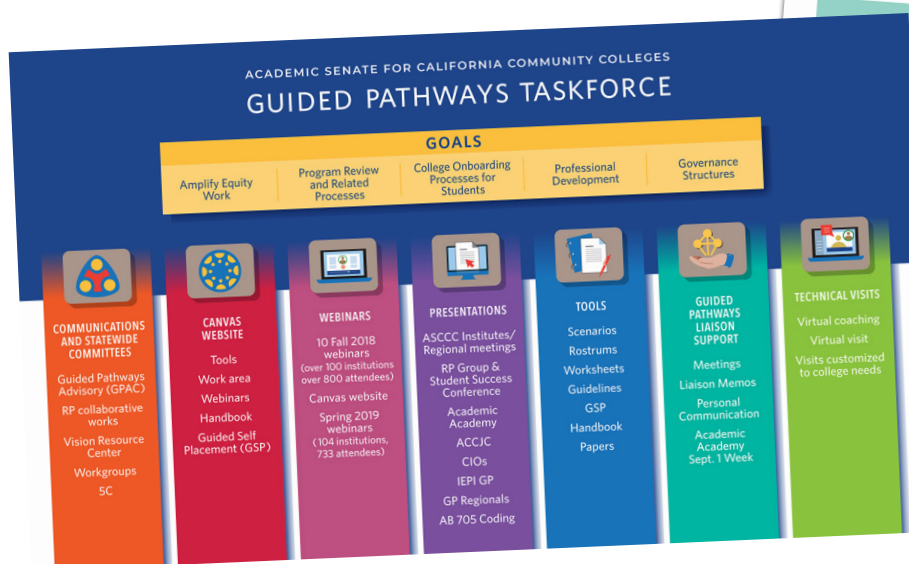 ACADEMIC SENATE FOR CALIFORNIA COMMUNITY COLLEGES
GUIDED PATHWAYS TASKFORCE
GOALS
Amplify Equity
Work
Program Review
and Related
Processes
College Onboarding
Processes for
Students
Professional
Development
Governance
Structures
COMMUNICATIONS
AND STATEWIDE
COMMITTEES
Guided Pathways
Advisory (GPAC)
RP collaborative
works
Vision Resource
Center
Workgroups
5C
CANVAS
WEBSITE
Tools
Work area
Webinars
Handbook
Guided Self
Placement (GSP)
WEBINARS
10 Fall 2018
webinars
(over 100 institutions
over 800 attendees)
Canvas website
Spring 2019
webinars
(104 institutions,
733 attendees)
PRESENTATIONS
ASCCC Institutes/
Regional meetings
RP Group &
Student Success
Conference
Academic
Academy
ACCJC
CIOs
IEPI GP
GP Regionals
AB 705 Coding
TOOLS
Scenarios
Rostrums
Worksheets
Guidelines
GSP
Handbook
Papers
GUIDED
PATHWAYS
LIAISON
SUPPORT
Meetings
Liaison Memos
Personal
Communication
Academic
Academy
Sept. 1 Week
TECHNICAL VISITS
Virtual coaching
Virtual visit
Visits customized
to college needs